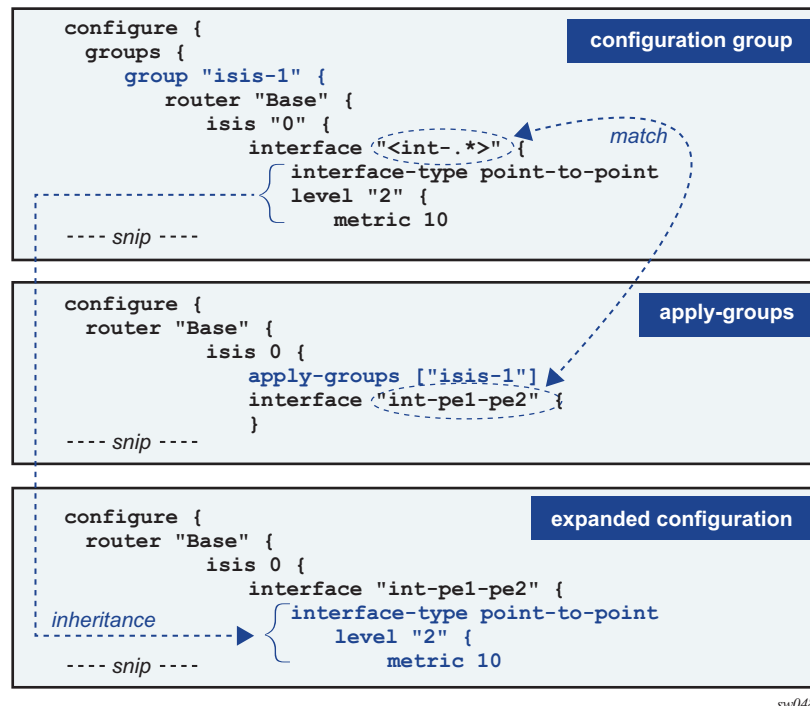 configure {
configuration group
groups {
group "isis-1" {
router "Base" {
isis "0" {
interface "<int-.*>" {
match
interface-type point-to-point
level "2" {
metric 10
---- snip ----
configure {
apply-groups
router "Base" {
isis 0 {
apply-groups ["isis-1"]
interface "int-pe1-pe2" {
}
---- snip ----
configure {
expanded configuration
router "Base" {
isis 0 {
interface "int-pe1-pe2" {
inheritance
interface-type point-to-point
level "2" {
metric 10
---- snip ----